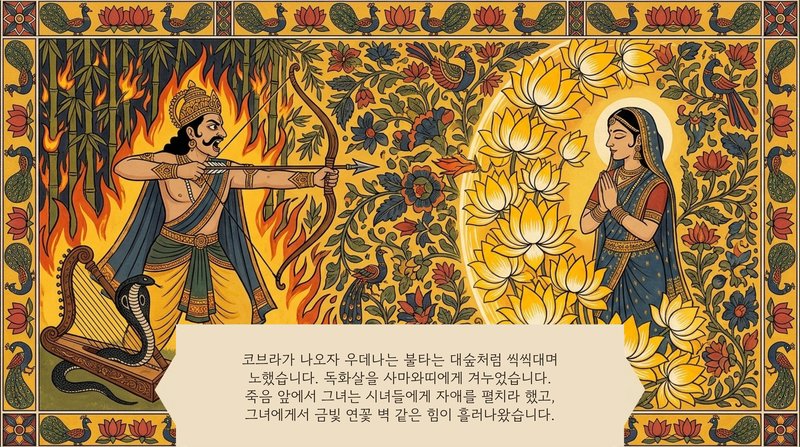 코브라가 나오자 우데나는 불타는 대숲처럼 씩씩대며
노했습니다. 독화살을 사마와띠에게 겨누었습니다.
죽음 앞에서 그녀는 시녀들에게 자애를 펼치라 했고,
그녀에게서 금빛 연꽃 벽 같은 힘이 흘러나왔습니다.